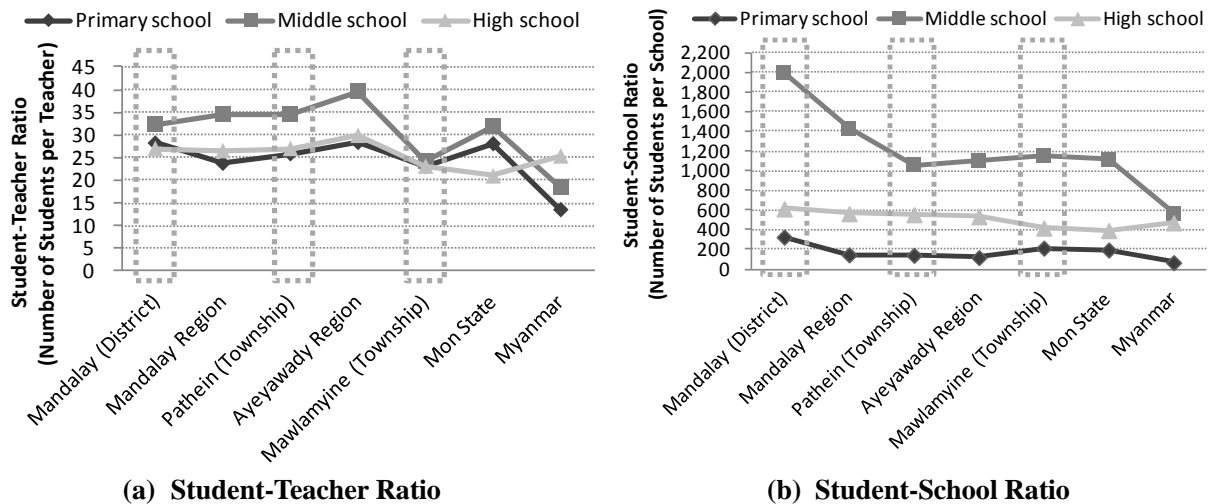 Primary school Middle school High school
Student-Teacher Ratio
(Number of Students per Teacher)
45
40
35
30
25
20
15
10
5
0
Mandalay (District)
Mandalay Region
Pathein (Township)
Ayeyawady Region
Mawlamyine (Township)
Mon State
Myanmar
(a) Student-Teacher Ratio
Primary school Middle school High school
Student-School Ratio
(Number of Students per School)
2,200
2,000
1,800
1,600
1,400
1,200
1,000
800
600
400
200
0
Mandalay (District)
Mandalay Region
Pathein (Township)
Ayeyawady Region
Mawlamyine (Township)
Mon State
Myanmar
(b) Student-School Ratio